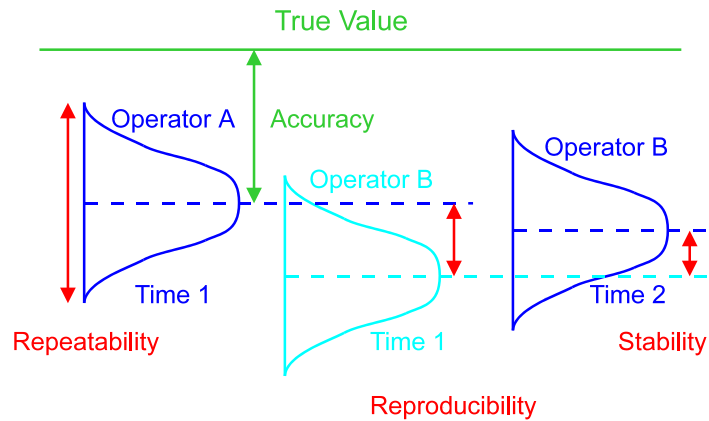 True Value
Operator A
Accuracy
Operator B
Operator B
Time 1
Time 2
Repeatability
Time 1
Stability
Reproducibility